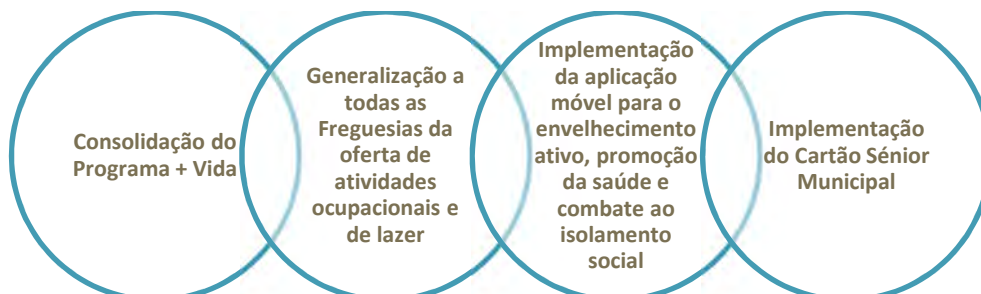 Consolidação do
Programa + Vida
Generalização a
todas as
Freguesias da
oferta de
atividades
ocupacionais e
de lazer
Implementação
da aplicação
móvel para o
envelhecimento
ativo, promoção
da saúde e
combate ao
isolamento
social
Implementação
do Cartão Sénior
Municipal